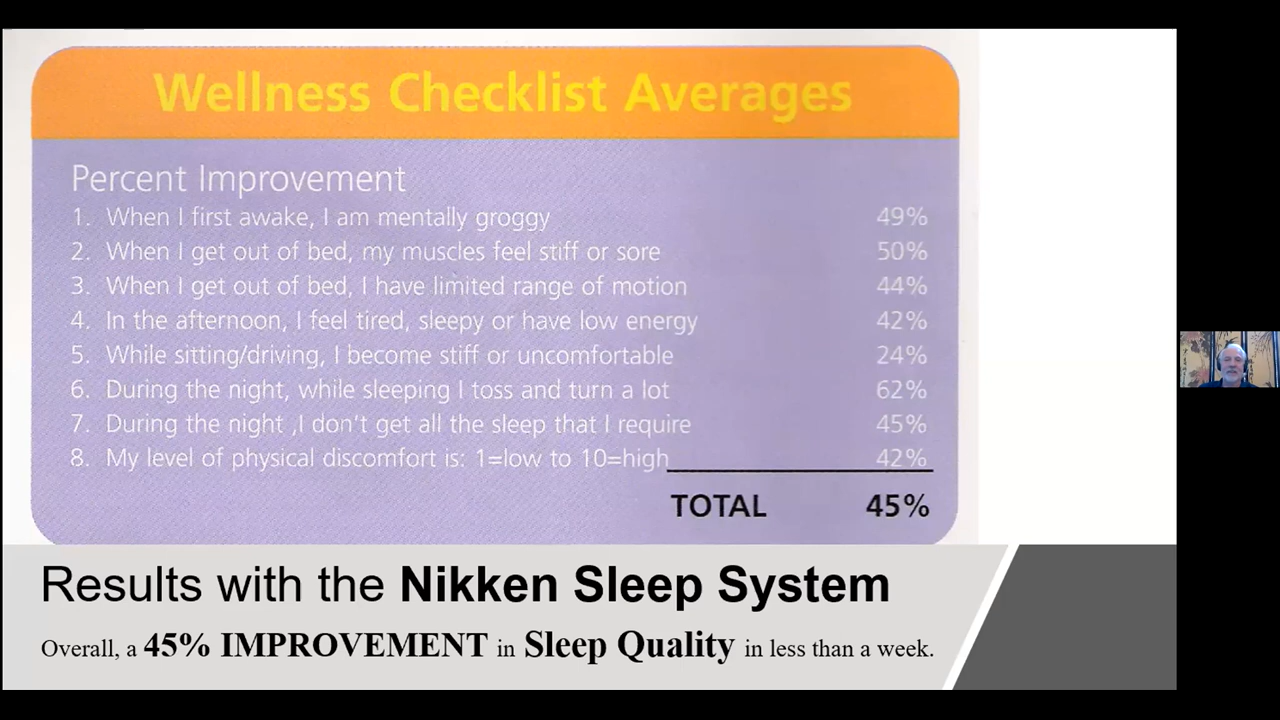 Wellness Checklist Averages
Percent Improvement
1. When I first awake, I am mentally groggy 49%
2. When I get out of bed, my muscles feel stiff or sore 50%
3. When I get out of bed, I have limited range of motion 44%
4. In the afternoon, I feel tired, sleepy or have low energy 42%
5. While sitting/driving, I become stiff or uncomfortable 24%
6. During the night, while sleeping I toss and turn a lot 62%
7. During the night ,I don't get all the sleep that I require 45%
8. My level of physical discomfort is: 1=low to 10=high 42%
TOTAL 45%
Results with the Nikken Sleep System
Overall, a 45% IMPROVEMENT in Sleep Quality in less than a week.